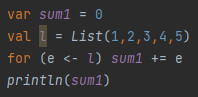 var sum1 = 0
val l = List(1,2,3,4,5)
for (e <- l) sum1 += e
println(sum1)